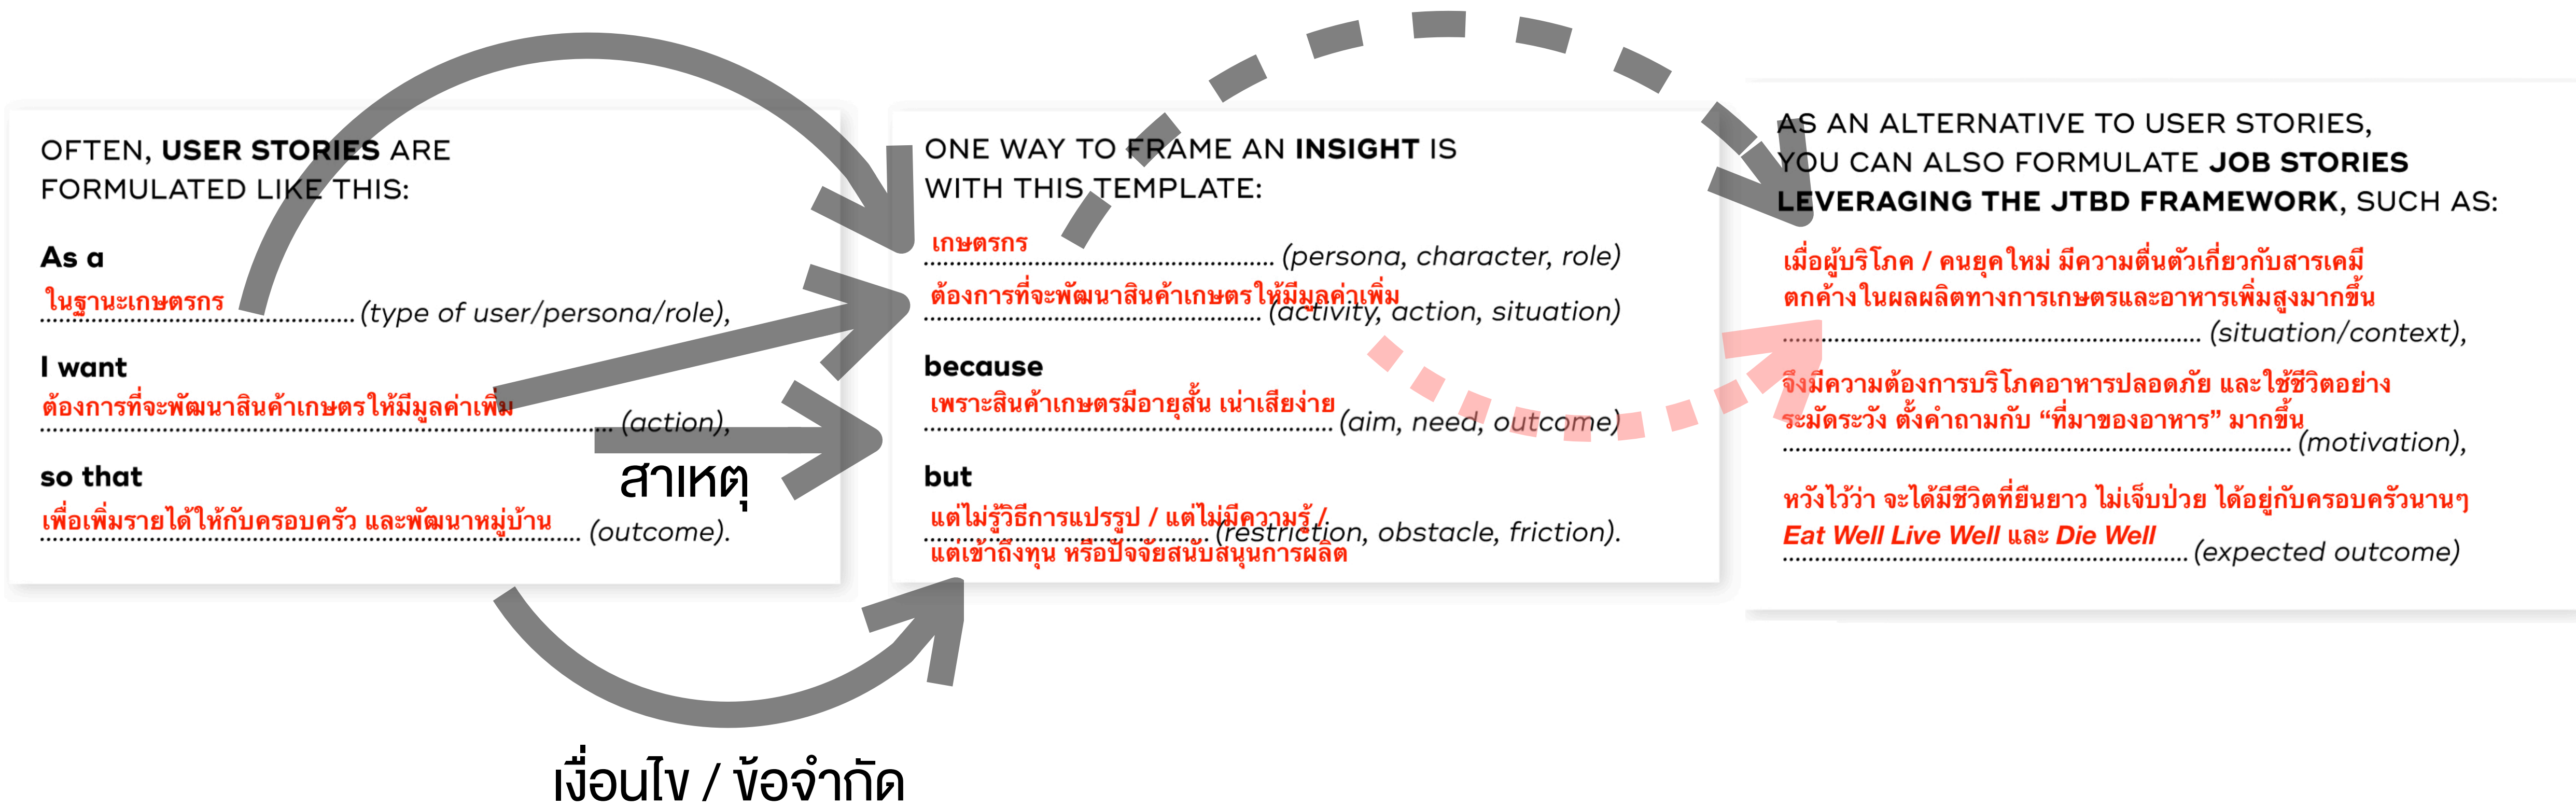 OFTEN, USER STORIES ARE
FORMULATED LIKE THIS:
As a
ในฐานะเกษตรกร
(type of user/persona/role),
I want
ต้องการที่จะพัฒนาสินค้าเกษตรให้มีมูลค่าเพิ่ม
(action),
so that
เพื่อเพิ่มรายได้ให้กับครอบครัว และพัฒนาหมู่บ้าน
(outcome).
สาเหตุ
เงื่อนไข / ข้อจำกัด
ONE WAY TO FRAME AN INSIGHT IS
WITH THIS TEMPLATE:
เกษตรกร
(persona, character, role)
ต้องการที่จะพัฒนาสินค้าเกษตรให้มีมูลค่าเพิ่ม
(activity, action, situation)
because
เพราะสินค้าเกษตรมีอายุสั้น เน่าเสียง่าย
(aim, need, outcome)
but
แต่ไม่รู้วิธีการแปรรูป / แต่ไม่มีความรู้ /
(restriction, obstacle, friction).
แต่เข้าถึงทุน หรือปัจจัยสนับสนุนการผลิต
AS AN ALTERNATIVE TO USER STORIES,
YOU CAN ALSO FORMULATE JOB STORIES
LEVERAGING THE JTBD FRAMEWORK, SUCH AS:
เมื่อผู้บริโภค / คนยุคใหม่ มีความตื่นตัวเกี่ยวกับสารเคมี
ตกค้างในผลผลิตทางการเกษตรและอาหารเพิ่มสูงมากขึ้น
(situation/context),
จึงมีความต้องการบริโภคอาหารปลอดภัย และใช้ชีวิตอย่าง
ระมัดระวัง ตั้งคำถามกับ “ที่มาของอาหาร” มากขึ้น
(motivation),
หวังไว้ว่า จะได้มีชีวิตที่ยืนยาว ไม่เจ็บป่วย ได้อยู่กับครอบครัวนานๆ
Eat Well Live Well และ Die Well
(expected outcome)